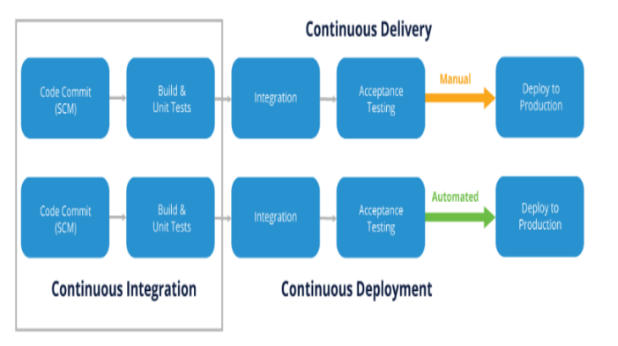 Continuous Delivery
Code Commit
(SCM)
Build &
Unit Tests
Integration
Acceptance
Testing
Manual
Deploy to
Production
Code Commit
(SCM)
Build &
Unit Tests
Integration
Acceptance
Testing
Automated
Deploy to
Production
Continuous Integration
Continuous Deployment